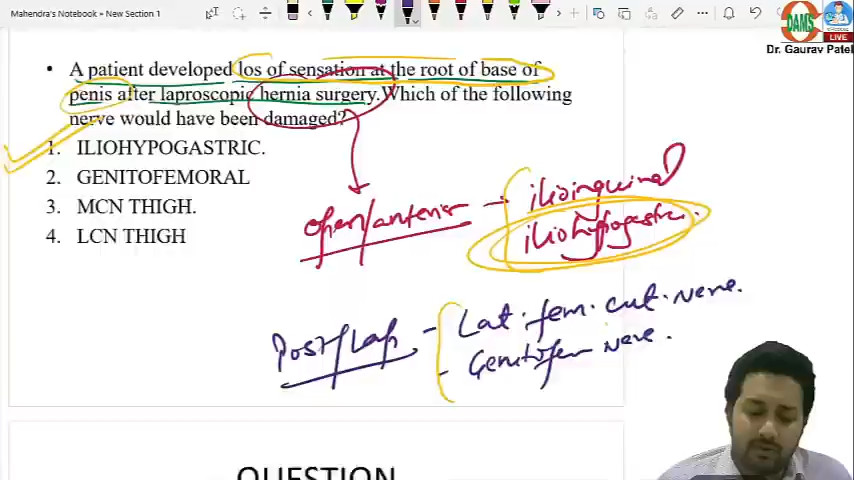 Mahendra's Notebook » New Section 1
DAMS
LIVE
Dr. Gaurav Patel
• A patient developed los of sensation at the root of base of
penis after laproscopic hernia surgery. Which of the following
nerve would have been damaged?
1. ILIOHYPOGASTRIC.
2. GENITOFEMORAL
3. MCN THIGH.
4. LCN THIGH
open/anterior - ilioinguinal
iliohypogastric.
Post/Lap - Lat. fem. cut. nerve.
- Genitofem nerve.
QUESTION